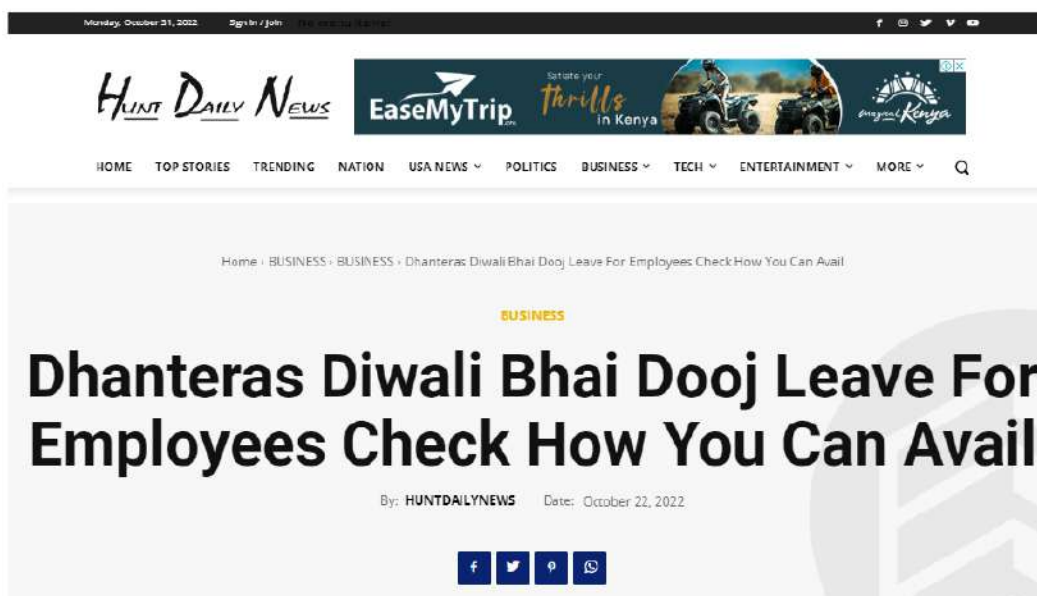 Monday, October 31, 2022 Sign in / Join
HUNT DAILY NEWS
EaseMyTrip.com
Satiate your
thrills
in Kenya
magical Kenya
HOME TOP STORIES TRENDING NATION USA NEWS POLITICS BUSINESS TECH ENTERTAINMENT MORE
Home › BUSINESS › BUSINESS › Dhanteras Diwali Bhai Dooj Leave For Employees Check How You Can Avail
BUSINESS
Dhanteras Diwali Bhai Dooj Leave For
Employees Check How You Can Avail
By: HUNTDAILYNEWS Date: October 22, 2022